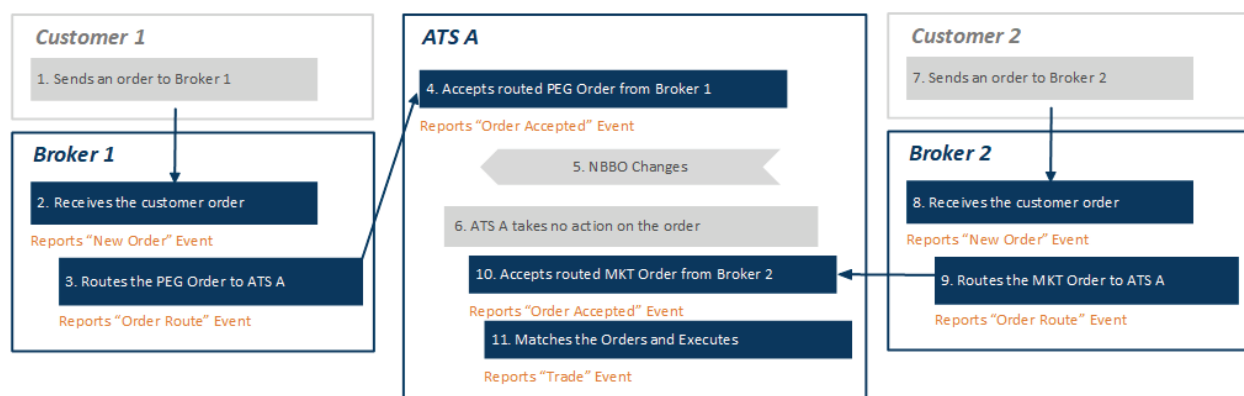 Customer 1
1. Sends an order to Broker 1
Broker 1
2. Receives the customer order
Reports “New Order” Event
3. Routes the PEG Order to ATS A
Reports “Order Route” Event
ATS A
4. Accepts routed PEG Order from Broker 1
Reports “Order Accepted” Event
5. NBBO Changes
6. ATS A takes no action on the order
10. Accepts routed MKT Order from Broker 2
Reports “Order Accepted” Event
11. Matches the Orders and Executes
Reports “Trade” Event
Customer 2
7. Sends an order to Broker 2
Broker 2
8. Receives the customer order
Reports “New Order” Event
9. Routes the MKT Order to ATS A
Reports “Order Route” Event